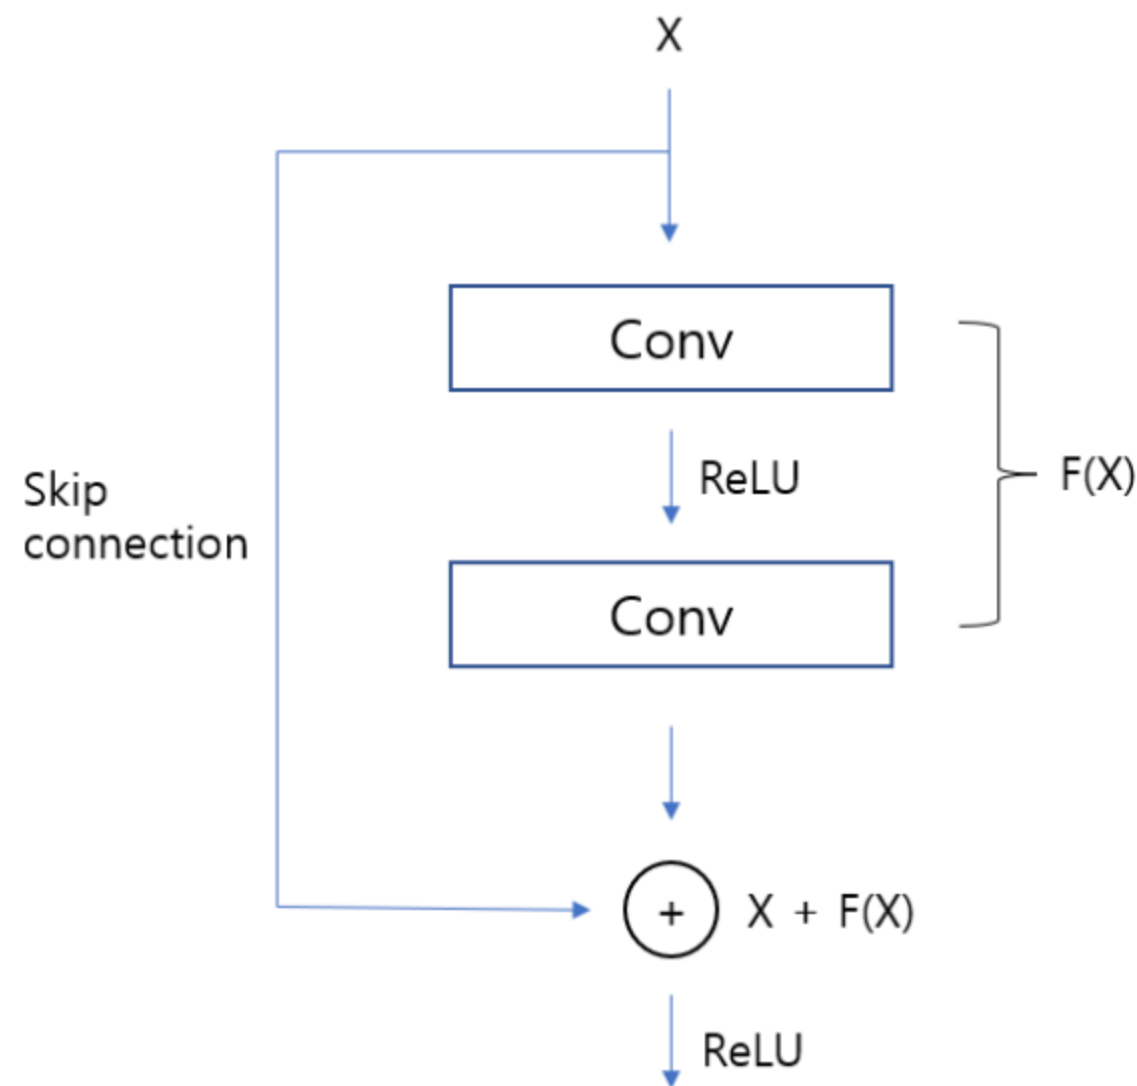 X
Conv
ReLU
F(X)
Skip
connection
Conv
+
X + F(X)
ReLU